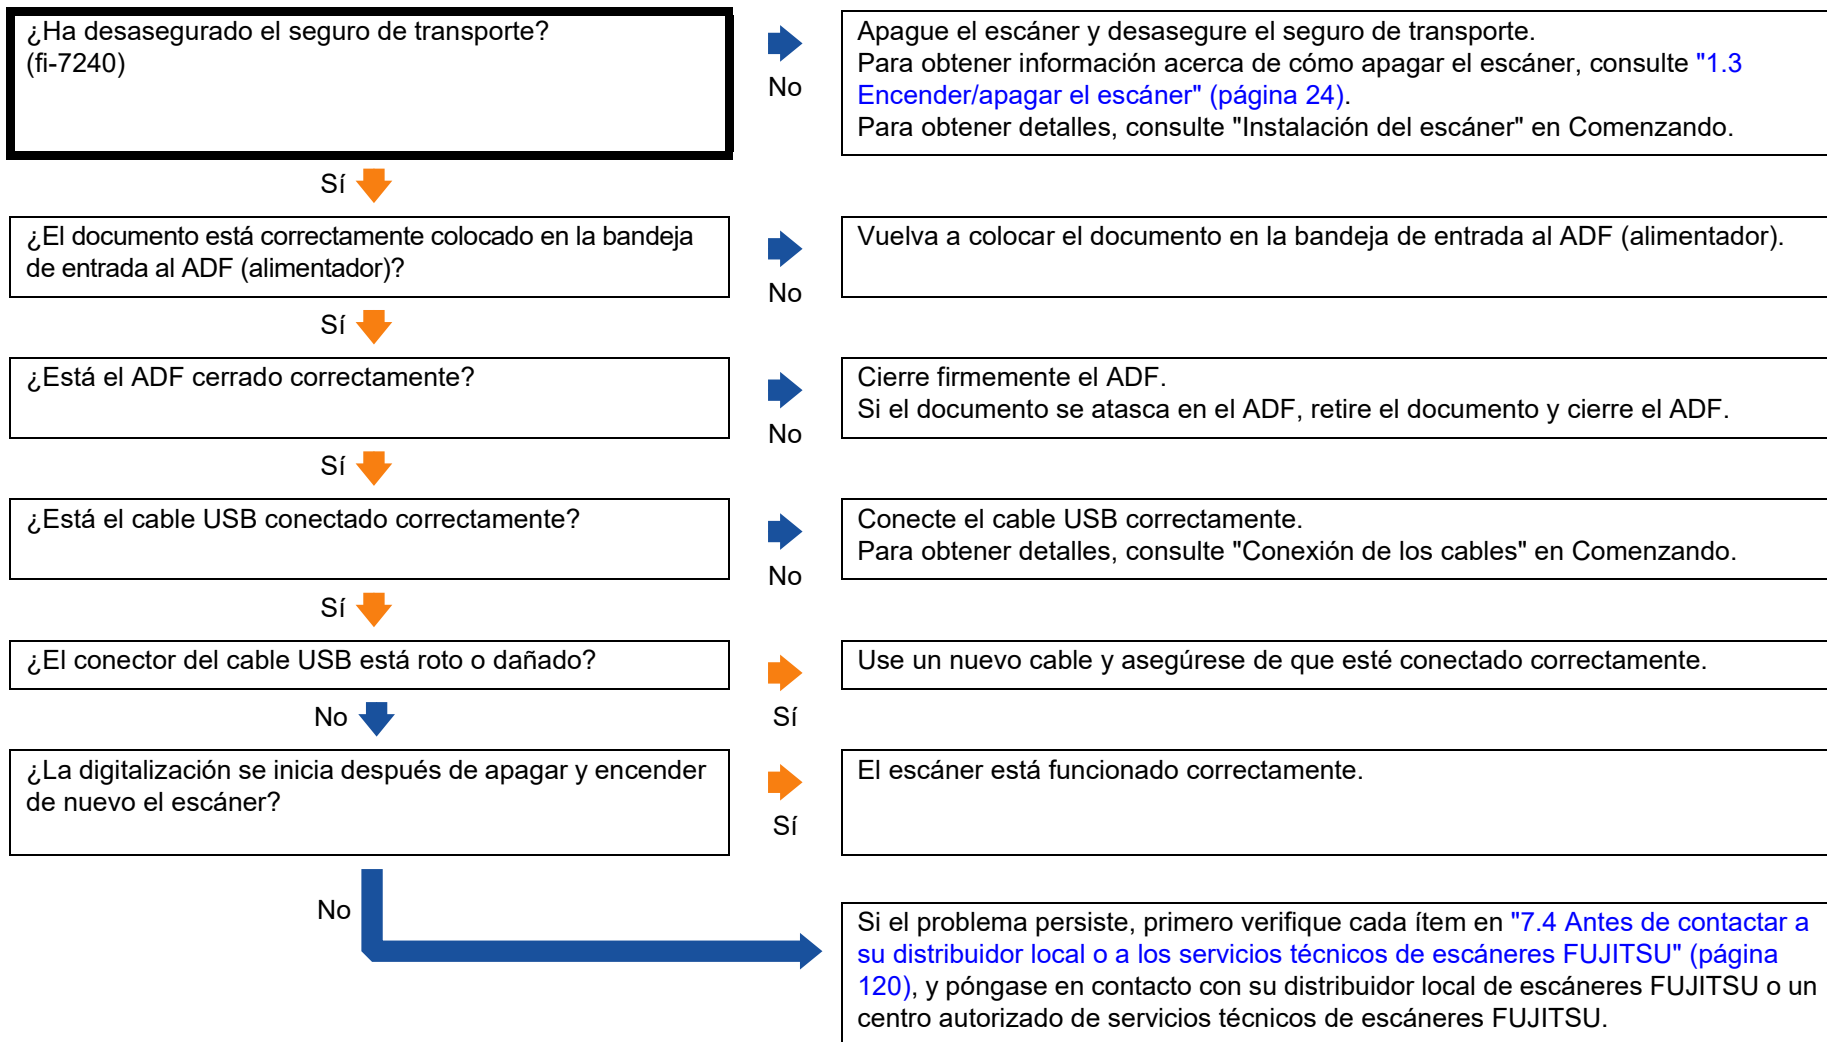 ¿Ha desasegurado el seguro de transporte?
(fi-7240)
No
Apague el escáner y desasegure el seguro de transporte.
Para obtener información acerca de cómo apagar el escáner, consulte "1.3
Encender/apagar el escáner" (página 24).
Para obtener detalles, consulte "Instalación del escáner" en Comenzando.
Sí
¿El documento está correctamente colocado en la bandeja
de entrada al ADF (alimentador)?
No
Vuelva a colocar el documento en la bandeja de entrada al ADF (alimentador).
Sí
¿Está el ADF cerrado correctamente?
No
Cierre firmemente el ADF.
Si el documento se atasca en el ADF, retire el documento y cierre el ADF.
Sí
¿Está el cable USB conectado correctamente?
No
Conecte el cable USB correctamente.
Para obtener detalles, consulte "Conexión de los cables" en Comenzando.
Sí
¿El conector del cable USB está roto o dañado?
Sí
Use un nuevo cable y asegúrese de que esté conectado correctamente.
No
¿La digitalización se inicia después de apagar y encender
de nuevo el escáner?
Sí
El escáner está funcionado correctamente.
No
Si el problema persiste, primero verifique cada ítem en "7.4 Antes de contactar a
su distribuidor local o a los servicios técnicos de escáneres FUJITSU" (página
120), y póngase en contacto con su distribuidor local de escáneres FUJITSU o un
centro autorizado de servicios técnicos de escáneres FUJITSU.